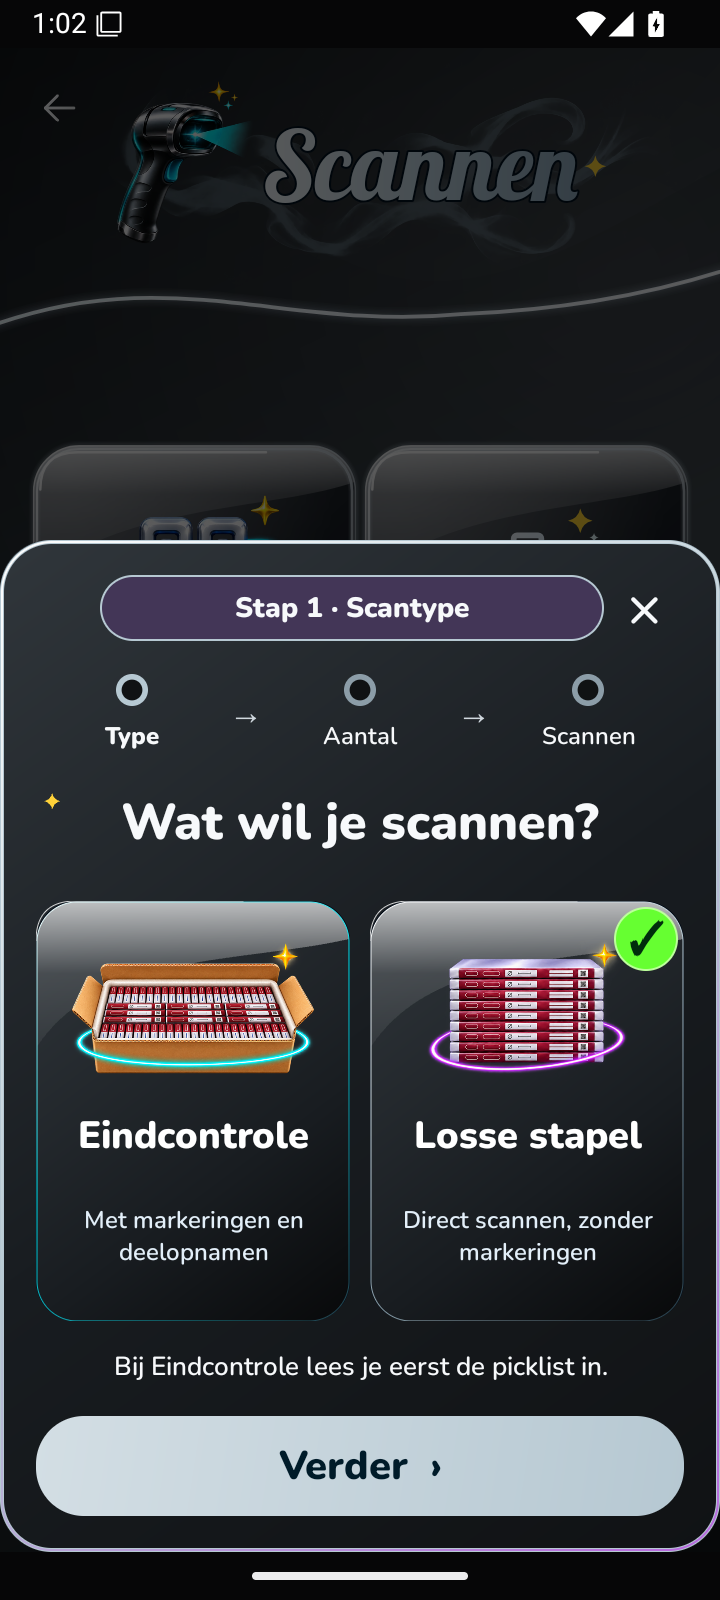 1:02
Scannen
Stap 1 · Scantype
Type → Aantal → Scannen
Wat wil je scannen?
Eindcontrole
Met markeringen en
deelopnamen
Losse stapel
Direct scannen, zonder
markeringen
Bij Eindcontrole lees je eerst de picklist in.
Verder ›